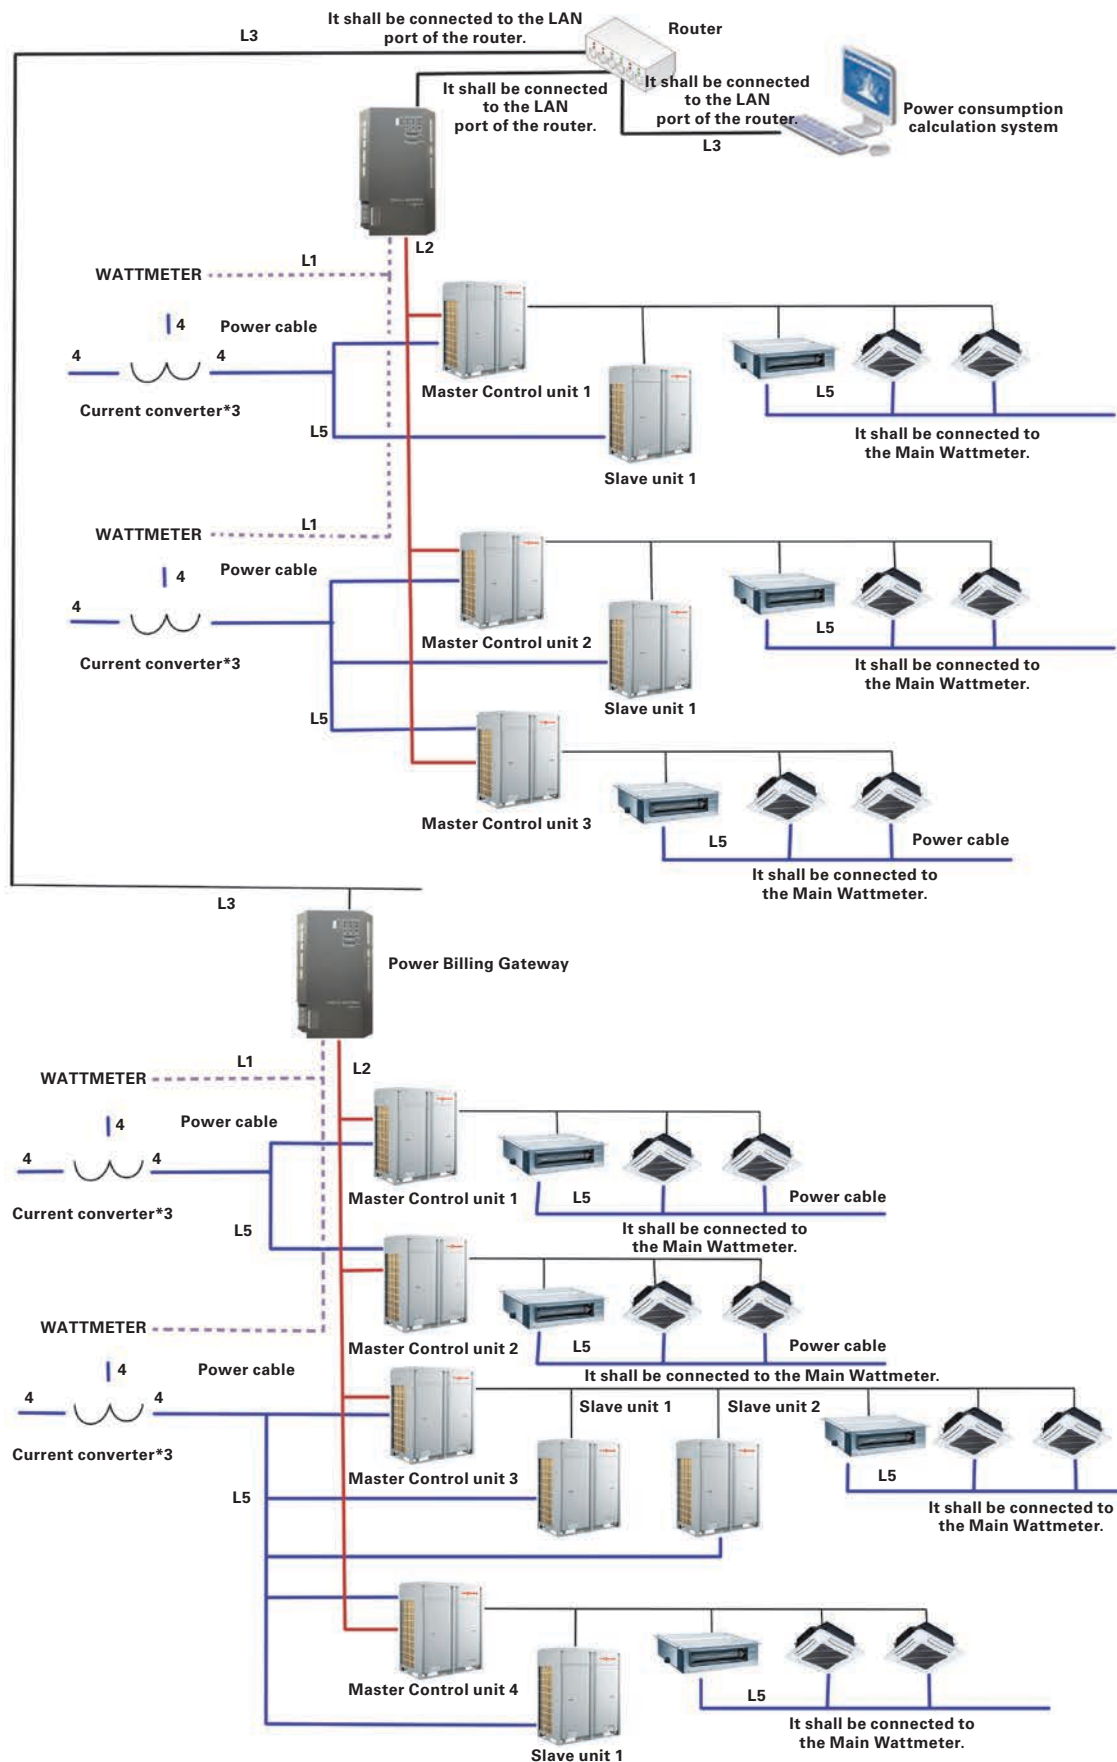 It shall be connected to the LAN
port of the router.
L3
Router
It shall be connected
to the LAN
port of the router.
It shall be connected
to the LAN
port of the router.
L3
Power consumption
calculation system
L2
L1
WATTMETER
4
Power cable
4
4
Current converter*3
Master Control unit 1
L5
L5
It shall be connected to
the Main Wattmeter.
Slave unit 1
L1
WATTMETER
4
Power cable
4
Current converter*3
Master Control unit 2
L5
It shall be connected to
the Main Wattmeter.
Slave unit 1
L5
Master Control unit 3
L5
Power cable
It shall be connected to
the Main Wattmeter.
L3
Power Billing Gateway
L1
L2
WATTMETER
4
Power cable
4
4
Current converter*3
Master Control unit 1
L5
Power cable
L5
It shall be connected to
the Main Wattmeter.
WATTMETER
Master Control unit 2
L5
Power cable
4
Power cable
It shall be connected to the Main Wattmeter.
4
4
Slave unit 1
Slave unit 2
Current converter*3
Master Control unit 3
L5
L5
It shall be connected to
the Main Wattmeter.
Master Control unit 4
L5
It shall be connected to
the Main Wattmeter.
Slave unit 1